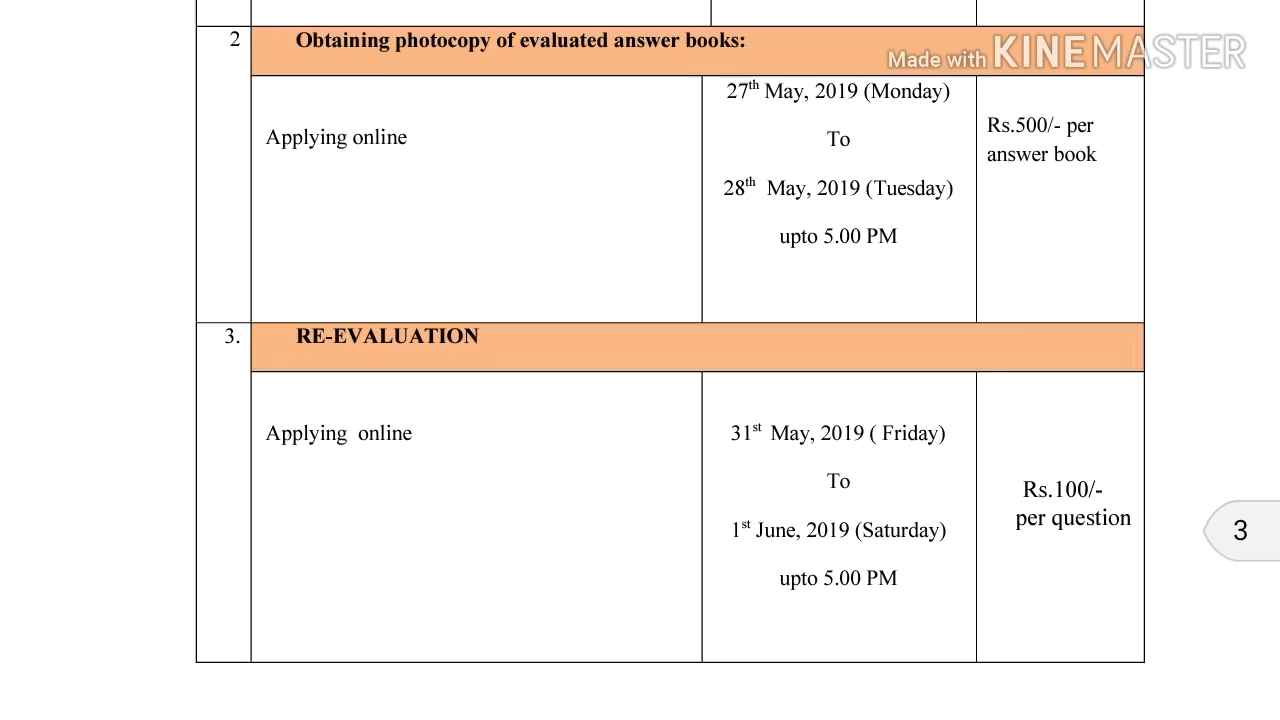 2
Obtaining photocopy of evaluated answer books:
Made with KINEMASTER
Applying online
27th May, 2019 (Monday)
To
28th May, 2019 (Tuesday)
upto 5.00 PM
Rs.500/- per
answer book
3.
RE-EVALUATION
Applying online
31st May, 2019 ( Friday)
To
1st June, 2019 (Saturday)
upto 5.00 PM
Rs.100/-
per question
3